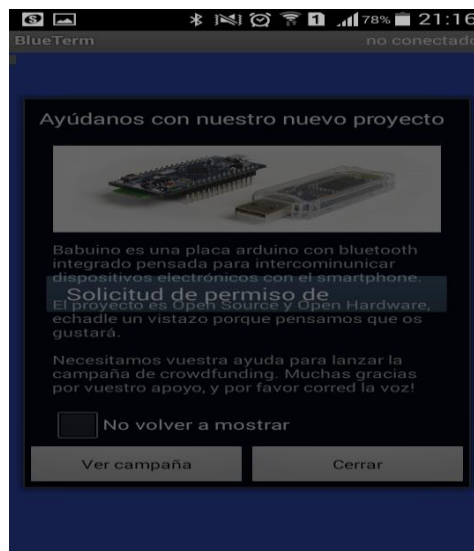 S 1 78% 21:16
BlueTerm no conectado
Ayúdanos con nuestro nuevo proyecto
Babuino es una placa arduino con bluetooth
integrado pensada para intercominunicar
dispositivos electrónicos con el smartphone.
Solicitud de permiso de
El proyecto es Open Source y Open Hardware,
echadle un vistazo porque pensamos que os
gustará.
Necesitamos vuestra ayuda para lanzar la
campaña de crowdfunding. Muchas gracias
por vuestro apoyo, y por favor corred la voz!
No volver a mostrar
Ver campaña Cerrar